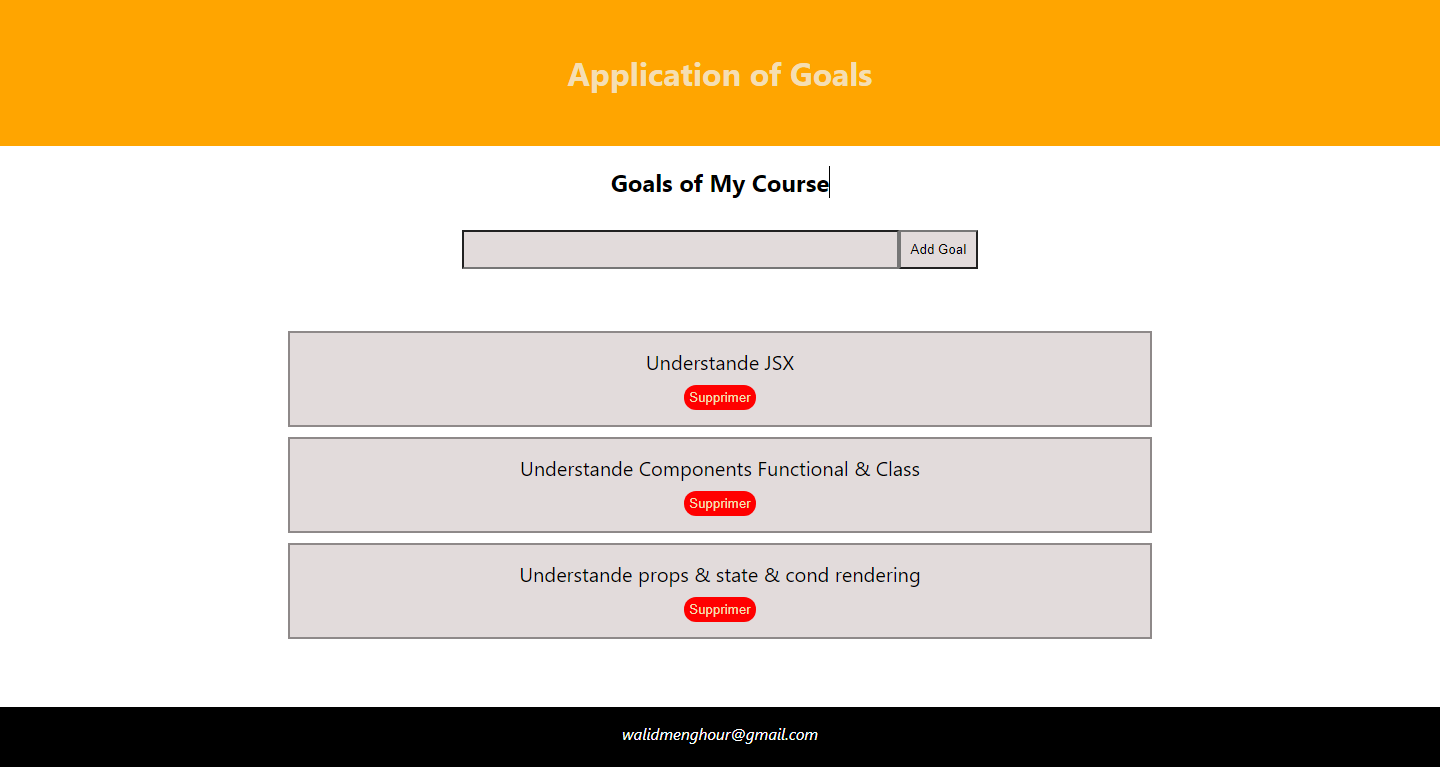 Application of Goals
Goals of My Course
Add Goal
Understande JSX
Supprimer
Understande Components Functional & Class
Supprimer
Understande props & state & cond rendering
Supprimer
walidmenghour@gmail.com